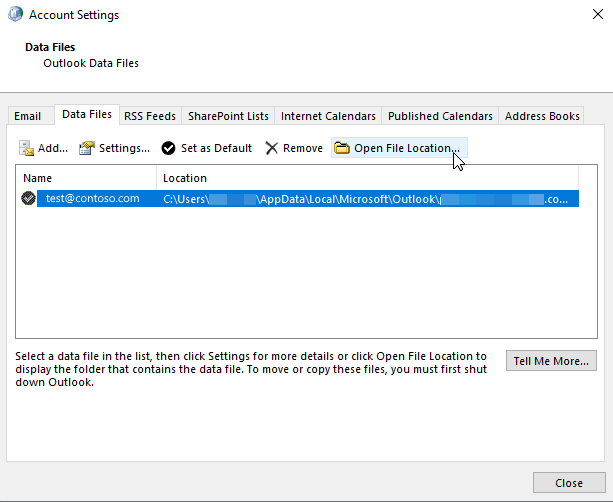 Account Settings
Data Files
Outlook Data Files
Email Data Files RSS Feeds SharePoint Lists Internet Calendars Published Calendars Address Books
Add... Settings... Set as Default Remove Open File Location...
Name Location
test@contoso.com C:\Users\ \AppData\Local\Microsoft\Outlook\ .co...
Select a data file in the list, then click Settings for more details or click Open File Location to
display the folder that contains the data file. To move or copy these files, you must first shut
down Outlook.
Tell Me More...
Close